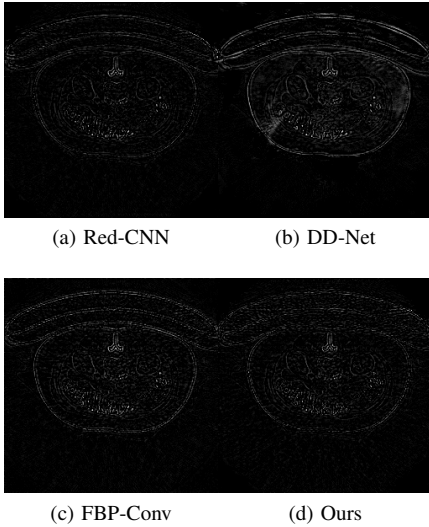 (a) Red-CNN
(b) DD-Net
(c) FBP-Conv
(d) Ours